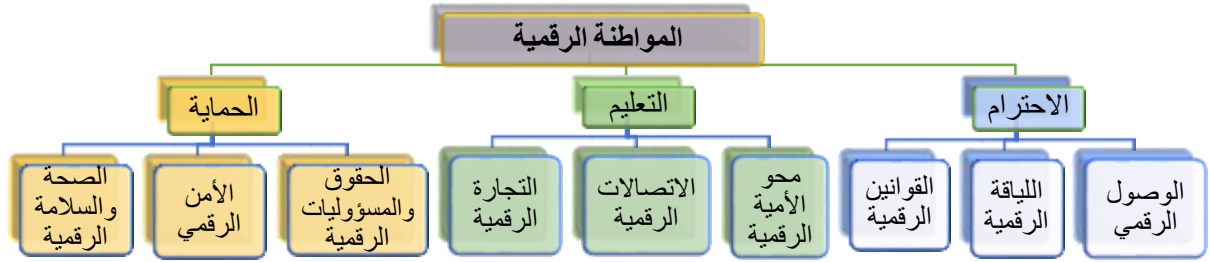 المواطنة الرقمية
الاحترام
التعليم
الحماية
الوصول
الرقمي
اللياقة
الرقمية
القوانين
الرقمية
محو
الأمية
الرقمية
الاتصالات
الرقمية
التجارة
الرقمية
الحقوق
والمسؤوليات
الرقمية
الأمن
الرقمي
الصحة
والسلامة
الرقمية